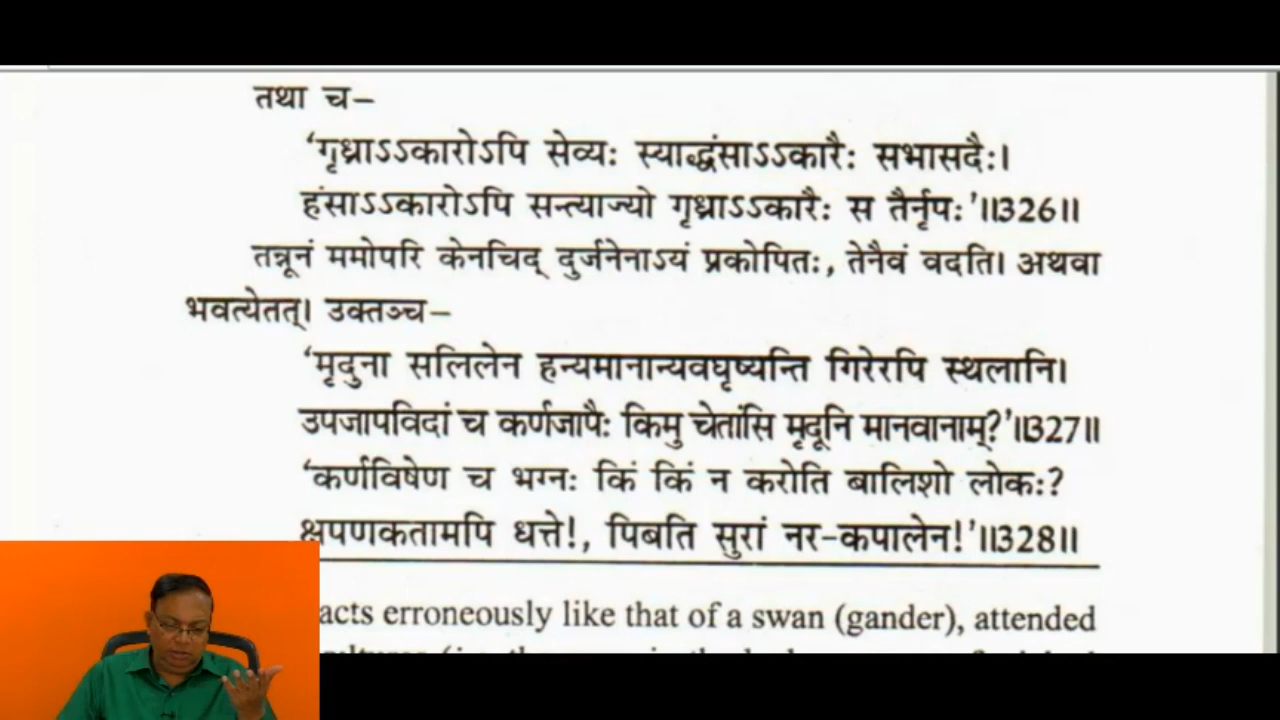 तथा च–
‘गृध्राऽऽकारोऽपि सेव्यः स्याद्धंसाऽऽकारैः सभासदैः।
हंसाऽऽकारोऽपि सन्त्याज्यो गृध्राऽऽकारैः स तैर्नृपः’॥326॥
तन्नूनं ममोपरि केनचिद् दुर्जनेनाऽयं प्रकोपितः, तेनैवं वदति। अथवा
भवत्येतत्। उक्तञ्च–
‘मृदुना सलिलेन हन्यमानान्यवघृष्यन्ति गिरेरपि स्थलानि।
उपजापविदां च कर्णजापैः किमु चेतांसि मृदूनि मानवानाम्?’॥327॥
‘कर्णविषेण च भग्नः किं किं न करोति बालिशो लोकः?
क्षपणकतामपि धत्ते!, पिबति सुरां नर-कपालेन!’॥328॥
acts erroneously like that of a swan (gander), attended